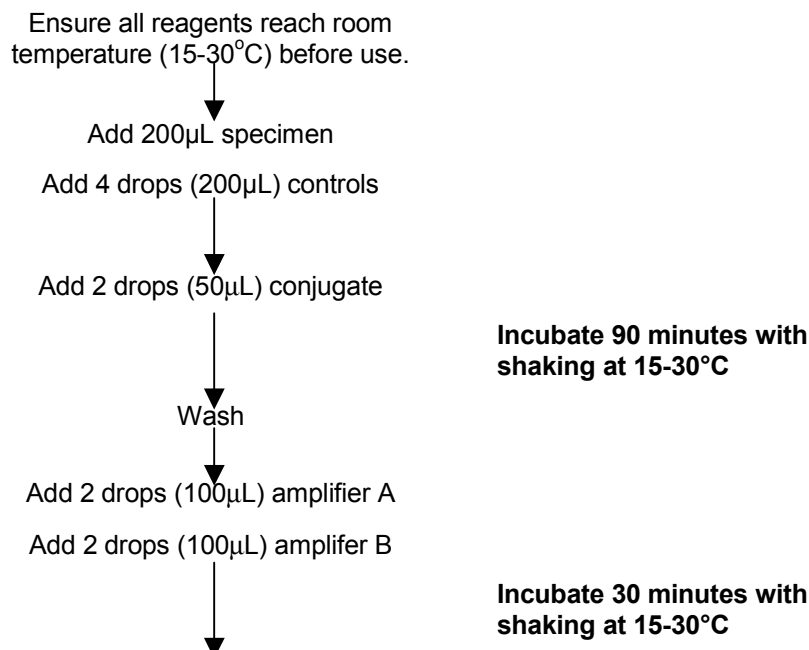 Ensure all reagents reach room
temperature (15-30°C) before use.
Add 200µL specimen
Add 4 drops (200µL) controls
Add 2 drops (50µL) conjugate
Incubate 90 minutes with
shaking at 15-30°C
Wash
Add 2 drops (100µL) amplifier A
Add 2 drops (100µL) amplifer B
Incubate 30 minutes with
shaking at 15-30°C